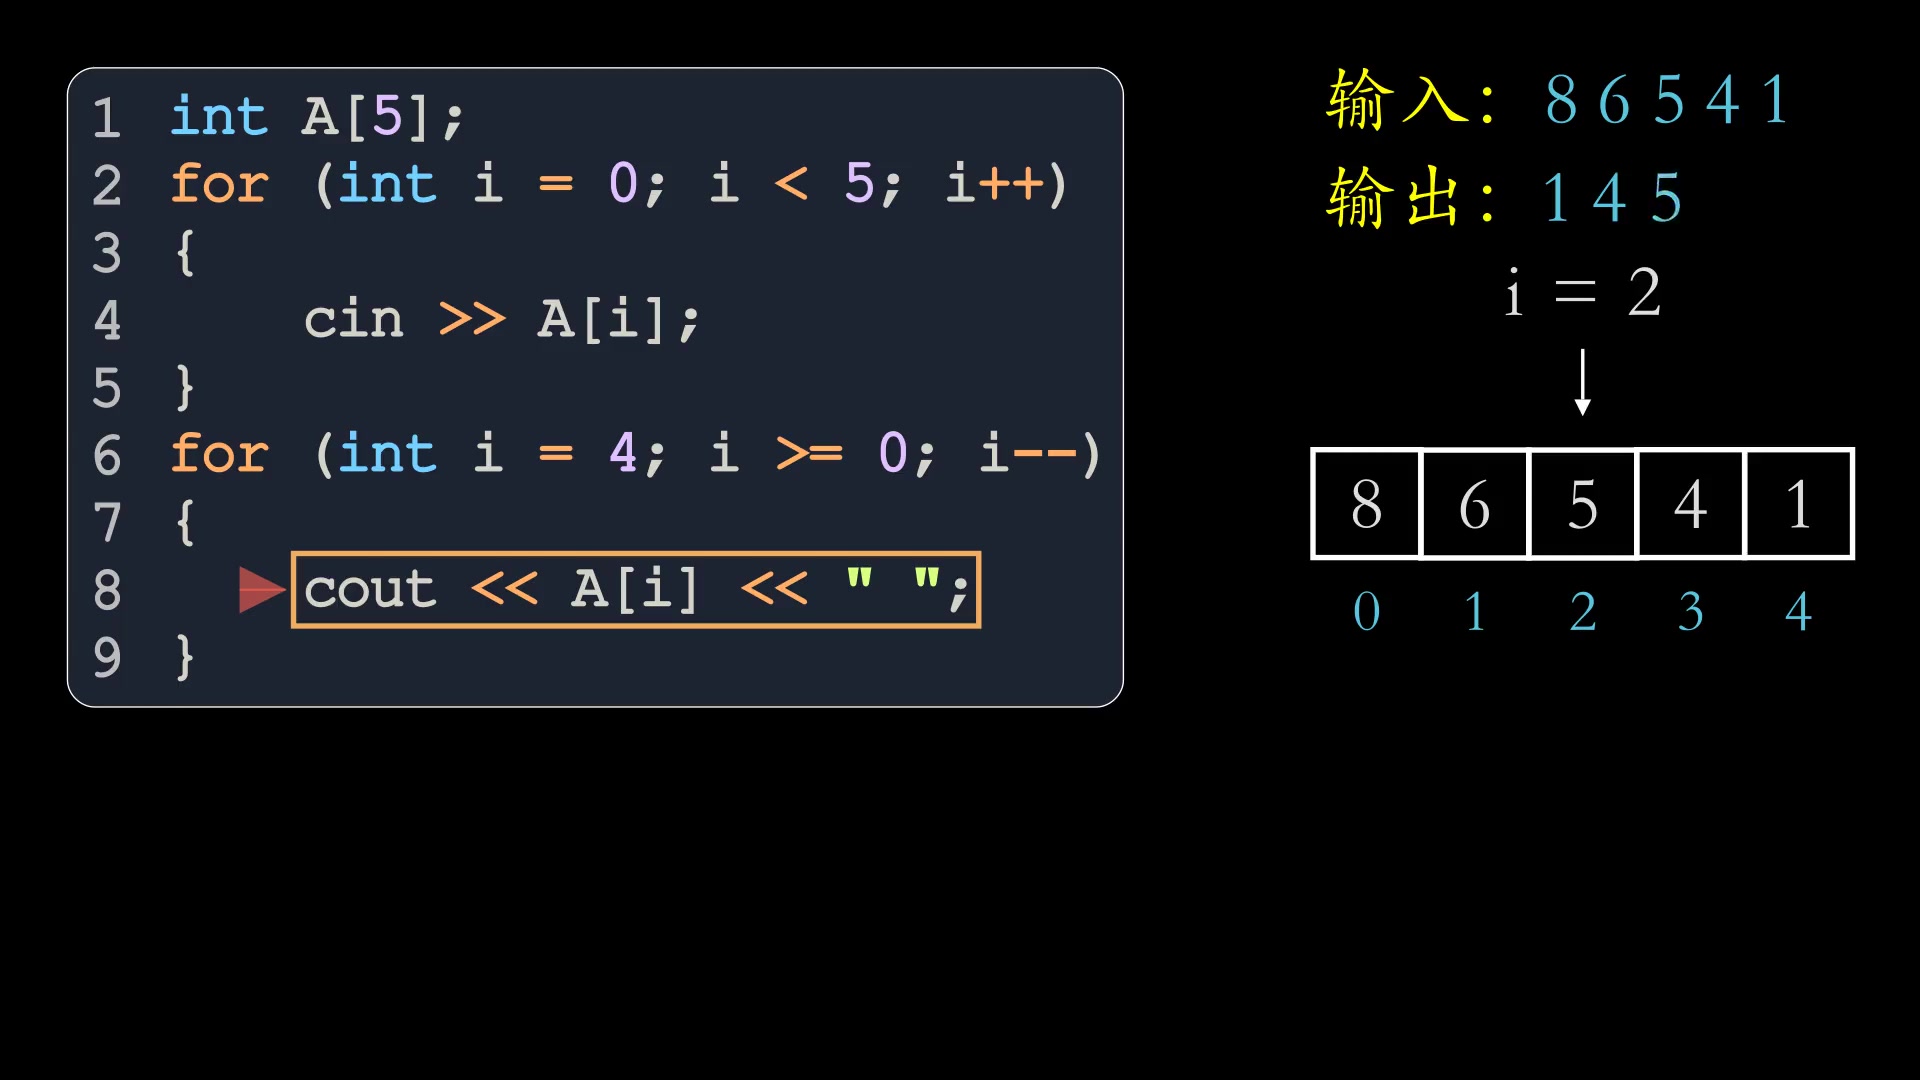 1 int A[5];
2 for (int i = 0; i < 5; i++)
3 {
4     cin >> A[i];
5 }
6 for (int i = 4; i >= 0; i--)
7 {
8     cout << A[i] << " ";
9 }
输入: 8 6 5 4 1
输出: 1 4 5
i = 2
8 6 5 4 1
0 1 2 3 4